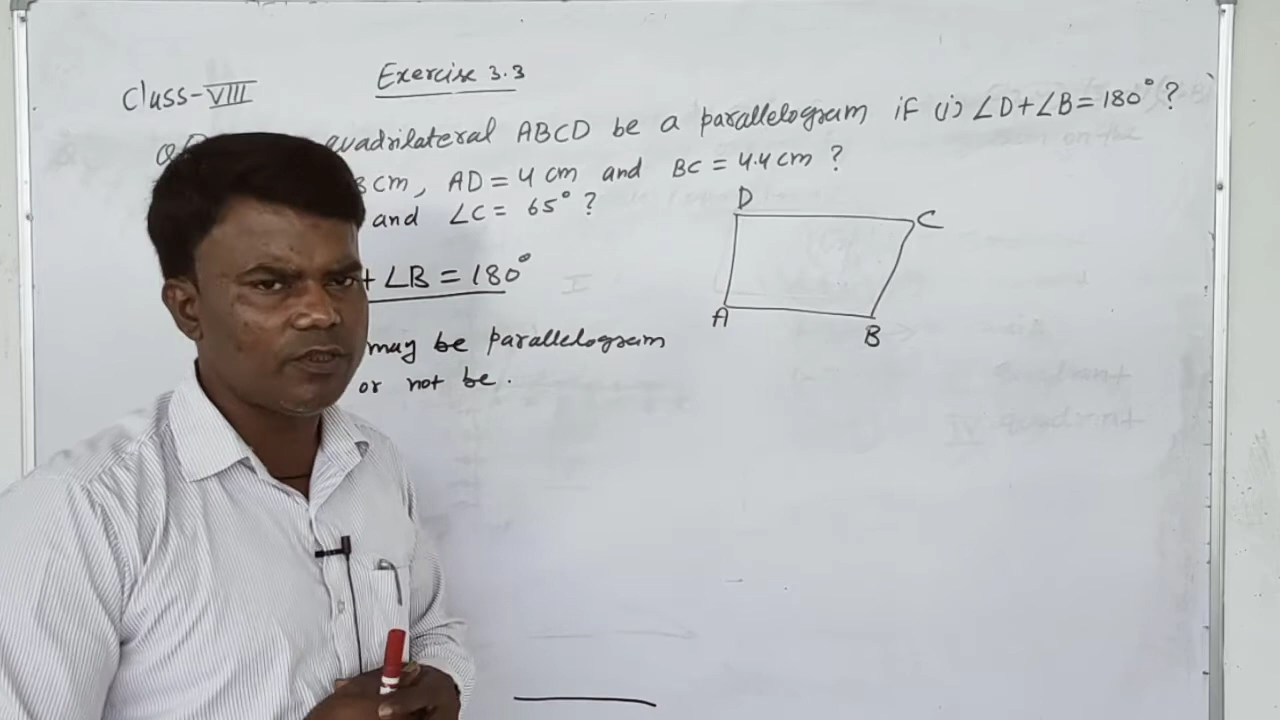 Class-VIII
Exercise 3.3
quadrilateral ABCD be a parallelogram if (i) ∠D+∠B=180° ?
cm, AD = 4 cm and BC = 4.4 cm ?
and ∠C = 65° ?
+ ∠B = 180°
may be parallelogram
or not be.
D
C
A
B